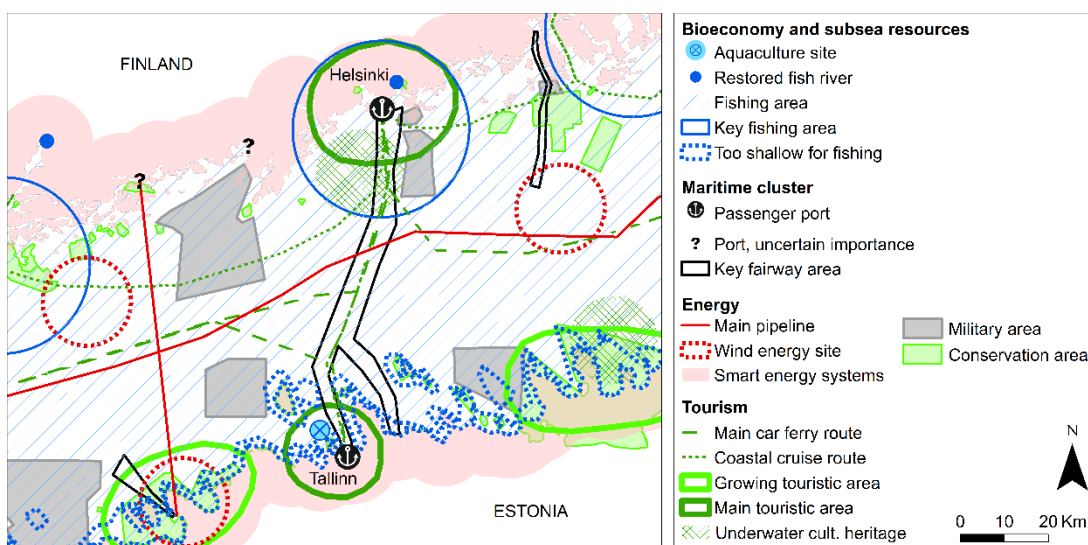 FINLAND
Helsinki
?
?
Tallinn
ESTONIA
Bioeconomy and subsea resources
Aquaculture site
Restored fish river
Fishing area
Key fishing area
Too shallow for fishing
Maritime cluster
Passenger port
? Port, uncertain importance
Key fairway area
Energy
Main pipeline
Wind energy site
Smart energy systems
Military area
Conservation area
Tourism
Main car ferry route
Coastal cruise route
Growing touristic area
Main touristic area
Underwater cult. heritage
N
0 10 20 Km